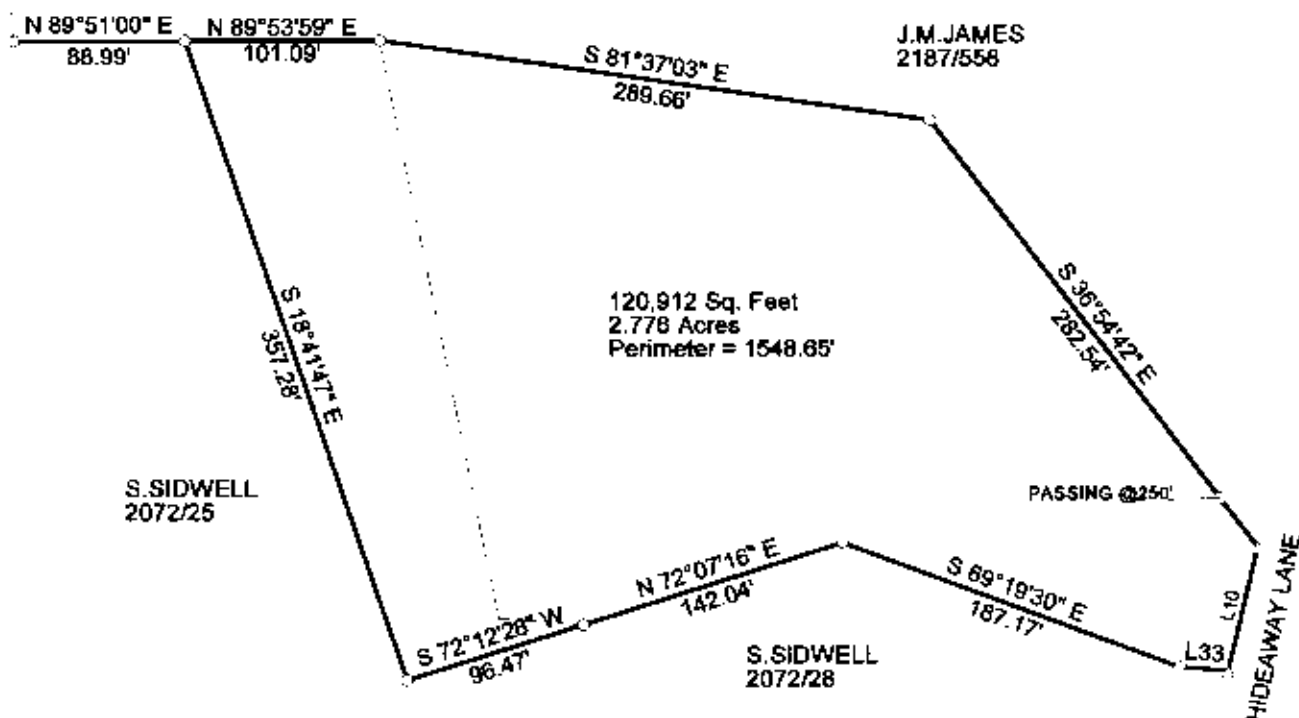 N 89°51'00" E
88.99'
N 89°53'59" E
101.09'
S 81°37'03" E
289.66'
J.M.JAMES
2187/558
S 18°41'47" E
357.28'
120,912 Sq. Feet
2.776 Acres
Perimeter = 1548.65'
S 36°54'42" E
282.54'
S.SIDWELL
2072/25
PASSING @250'
S 72°12'28" W
96.47'
N 72°07'16" E
142.04'
S 69°19'30" E
187.17'
L10
L33
HIDEAWAY LANE
S.SIDWELL
2072/28